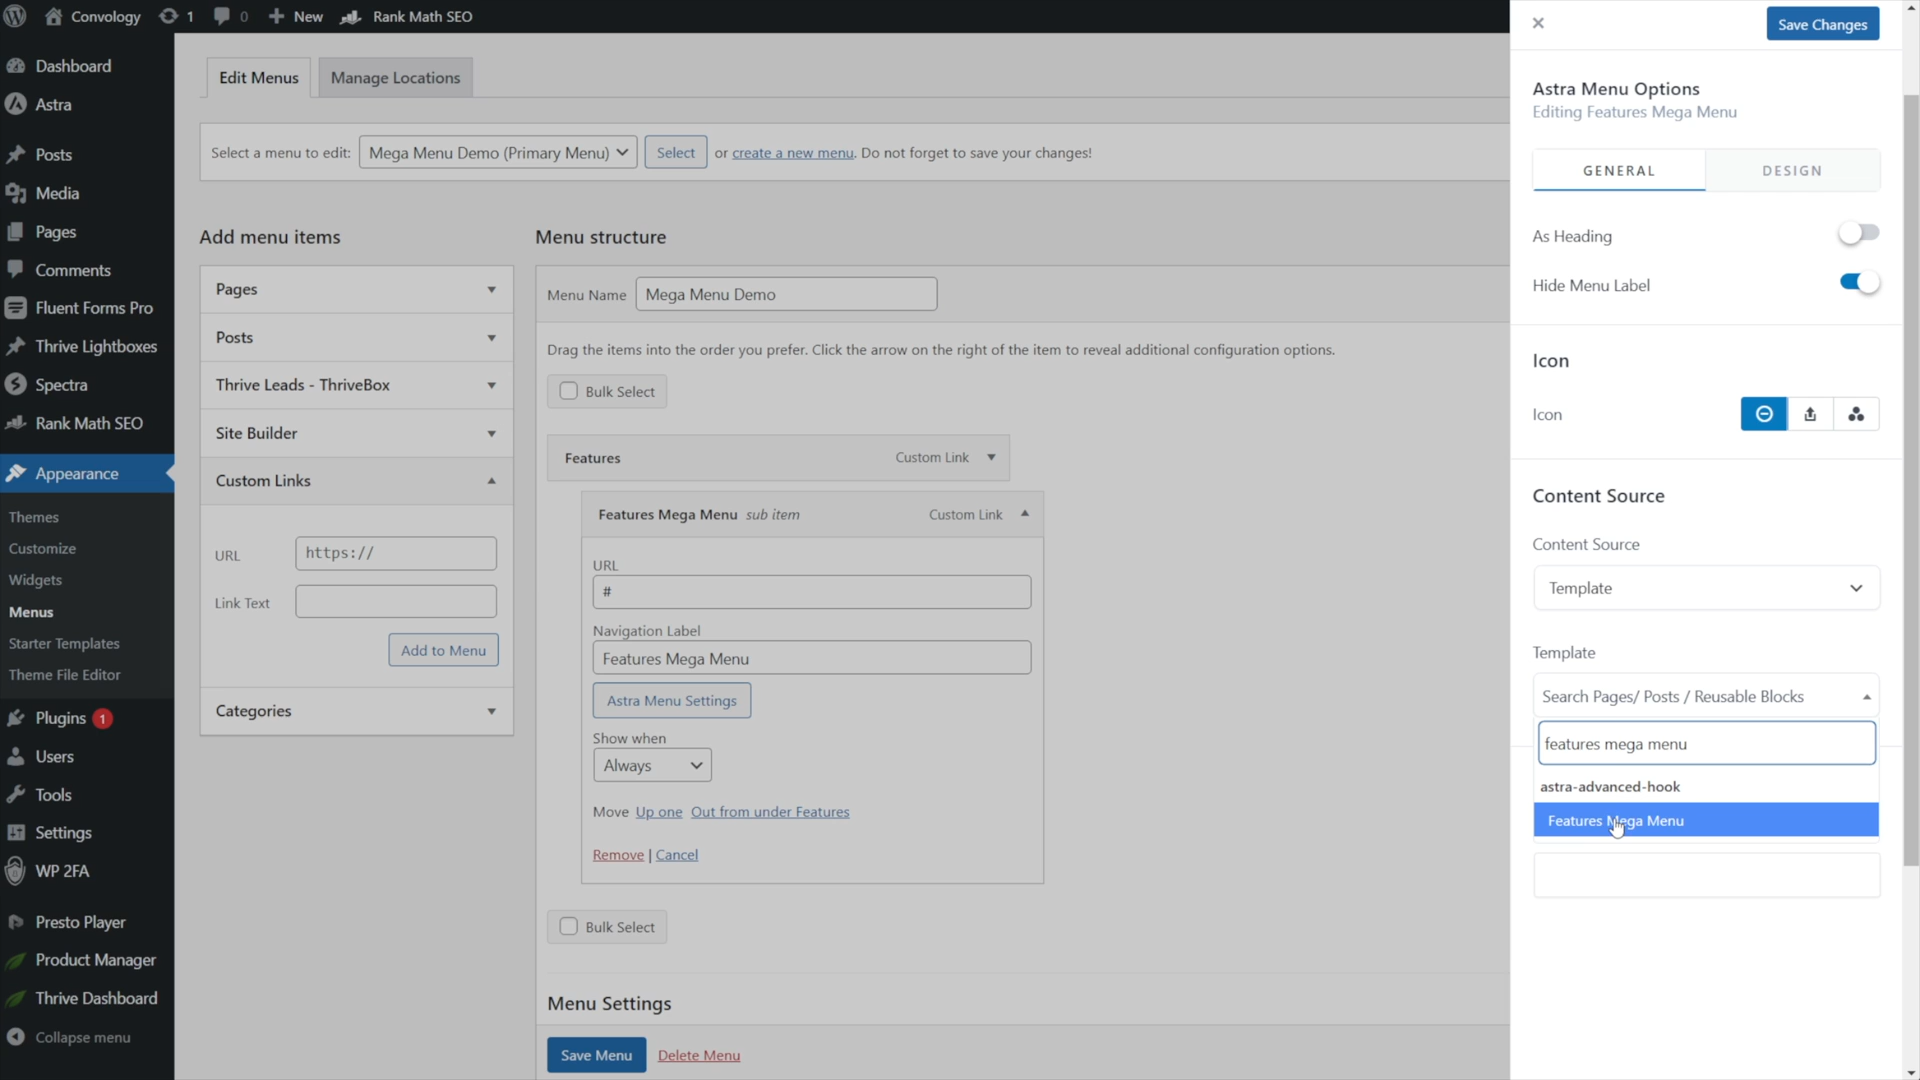 Convology 1 0 New Rank Math SEO
Dashboard
Astra
Posts
Media
Pages
Comments
Fluent Forms Pro
Thrive Lightboxes
Spectra
Rank Math SEO
Appearance
Themes
Customize
Widgets
Menus
Starter Templates
Theme File Editor
Plugins 1
Users
Tools
Settings
WP 2FA
Presto Player
Product Manager
Thrive Dashboard
Collapse menu
Edit Menus Manage Locations
Select a menu to edit: Mega Menu Demo (Primary Menu) Select or create a new menu. Do not forget to save your changes!
Add menu items
Pages
Posts
Thrive Leads - ThriveBox
Site Builder
Custom Links
URL https://
Link Text
Add to Menu
Categories
Menu structure
Menu Name Mega Menu Demo
Drag the items into the order you prefer. Click the arrow on the right of the item to reveal additional configuration options.
Bulk Select
Features Custom Link
Features Mega Menu sub item Custom Link
URL
#
Navigation Label
Features Mega Menu
Astra Menu Settings
Show when
Always
Move Up one Out from under Features
Remove | Cancel
Bulk Select
Menu Settings
Save Menu Delete Menu
Save Changes
Astra Menu Options
Editing Features Mega Menu
GENERAL DESIGN
As Heading
Hide Menu Label
Icon
Icon
Content Source
Content Source
Template
Template
Search Pages/ Posts / Reusable Blocks
features mega menu
astra-advanced-hook
Features Mega Menu